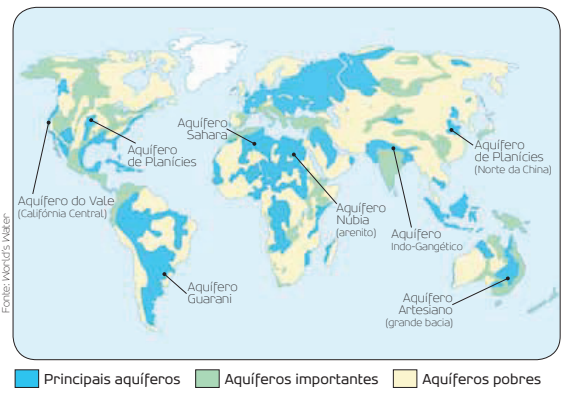 Aquífero
Sahara
Aquífero
de Planícies
Aquífero
de Planícies
(Norte da China)
Aquífero do Vale
(Califórnia Central)
Aquífero
Núbia
(arenito)
Aquífero
Indo-Gangético
Aquífero
Guarani
Aquífero
Artesiano
(grande bacia)
Fonte: World's Water
Principais aquíferos
Aquíferos importantes
Aquíferos pobres